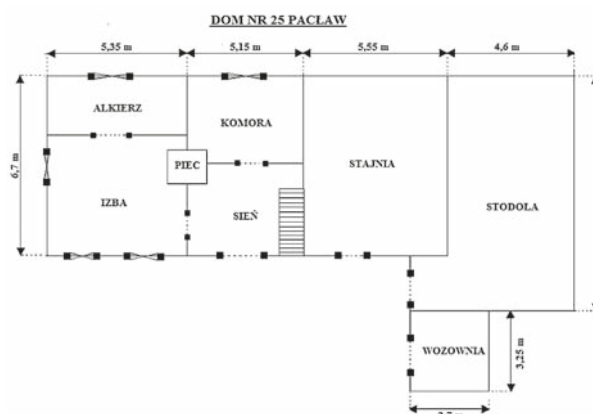 DOM NR 25 PACŁAW
5,35 m 5,15 m 5,55 m 4,6 m
ALKIERZ
KOMORA
6,7 m
PIEC
STAJNIA
IZBA
SIEŃ
STODOLA
WOZOWNIA
3,25 m